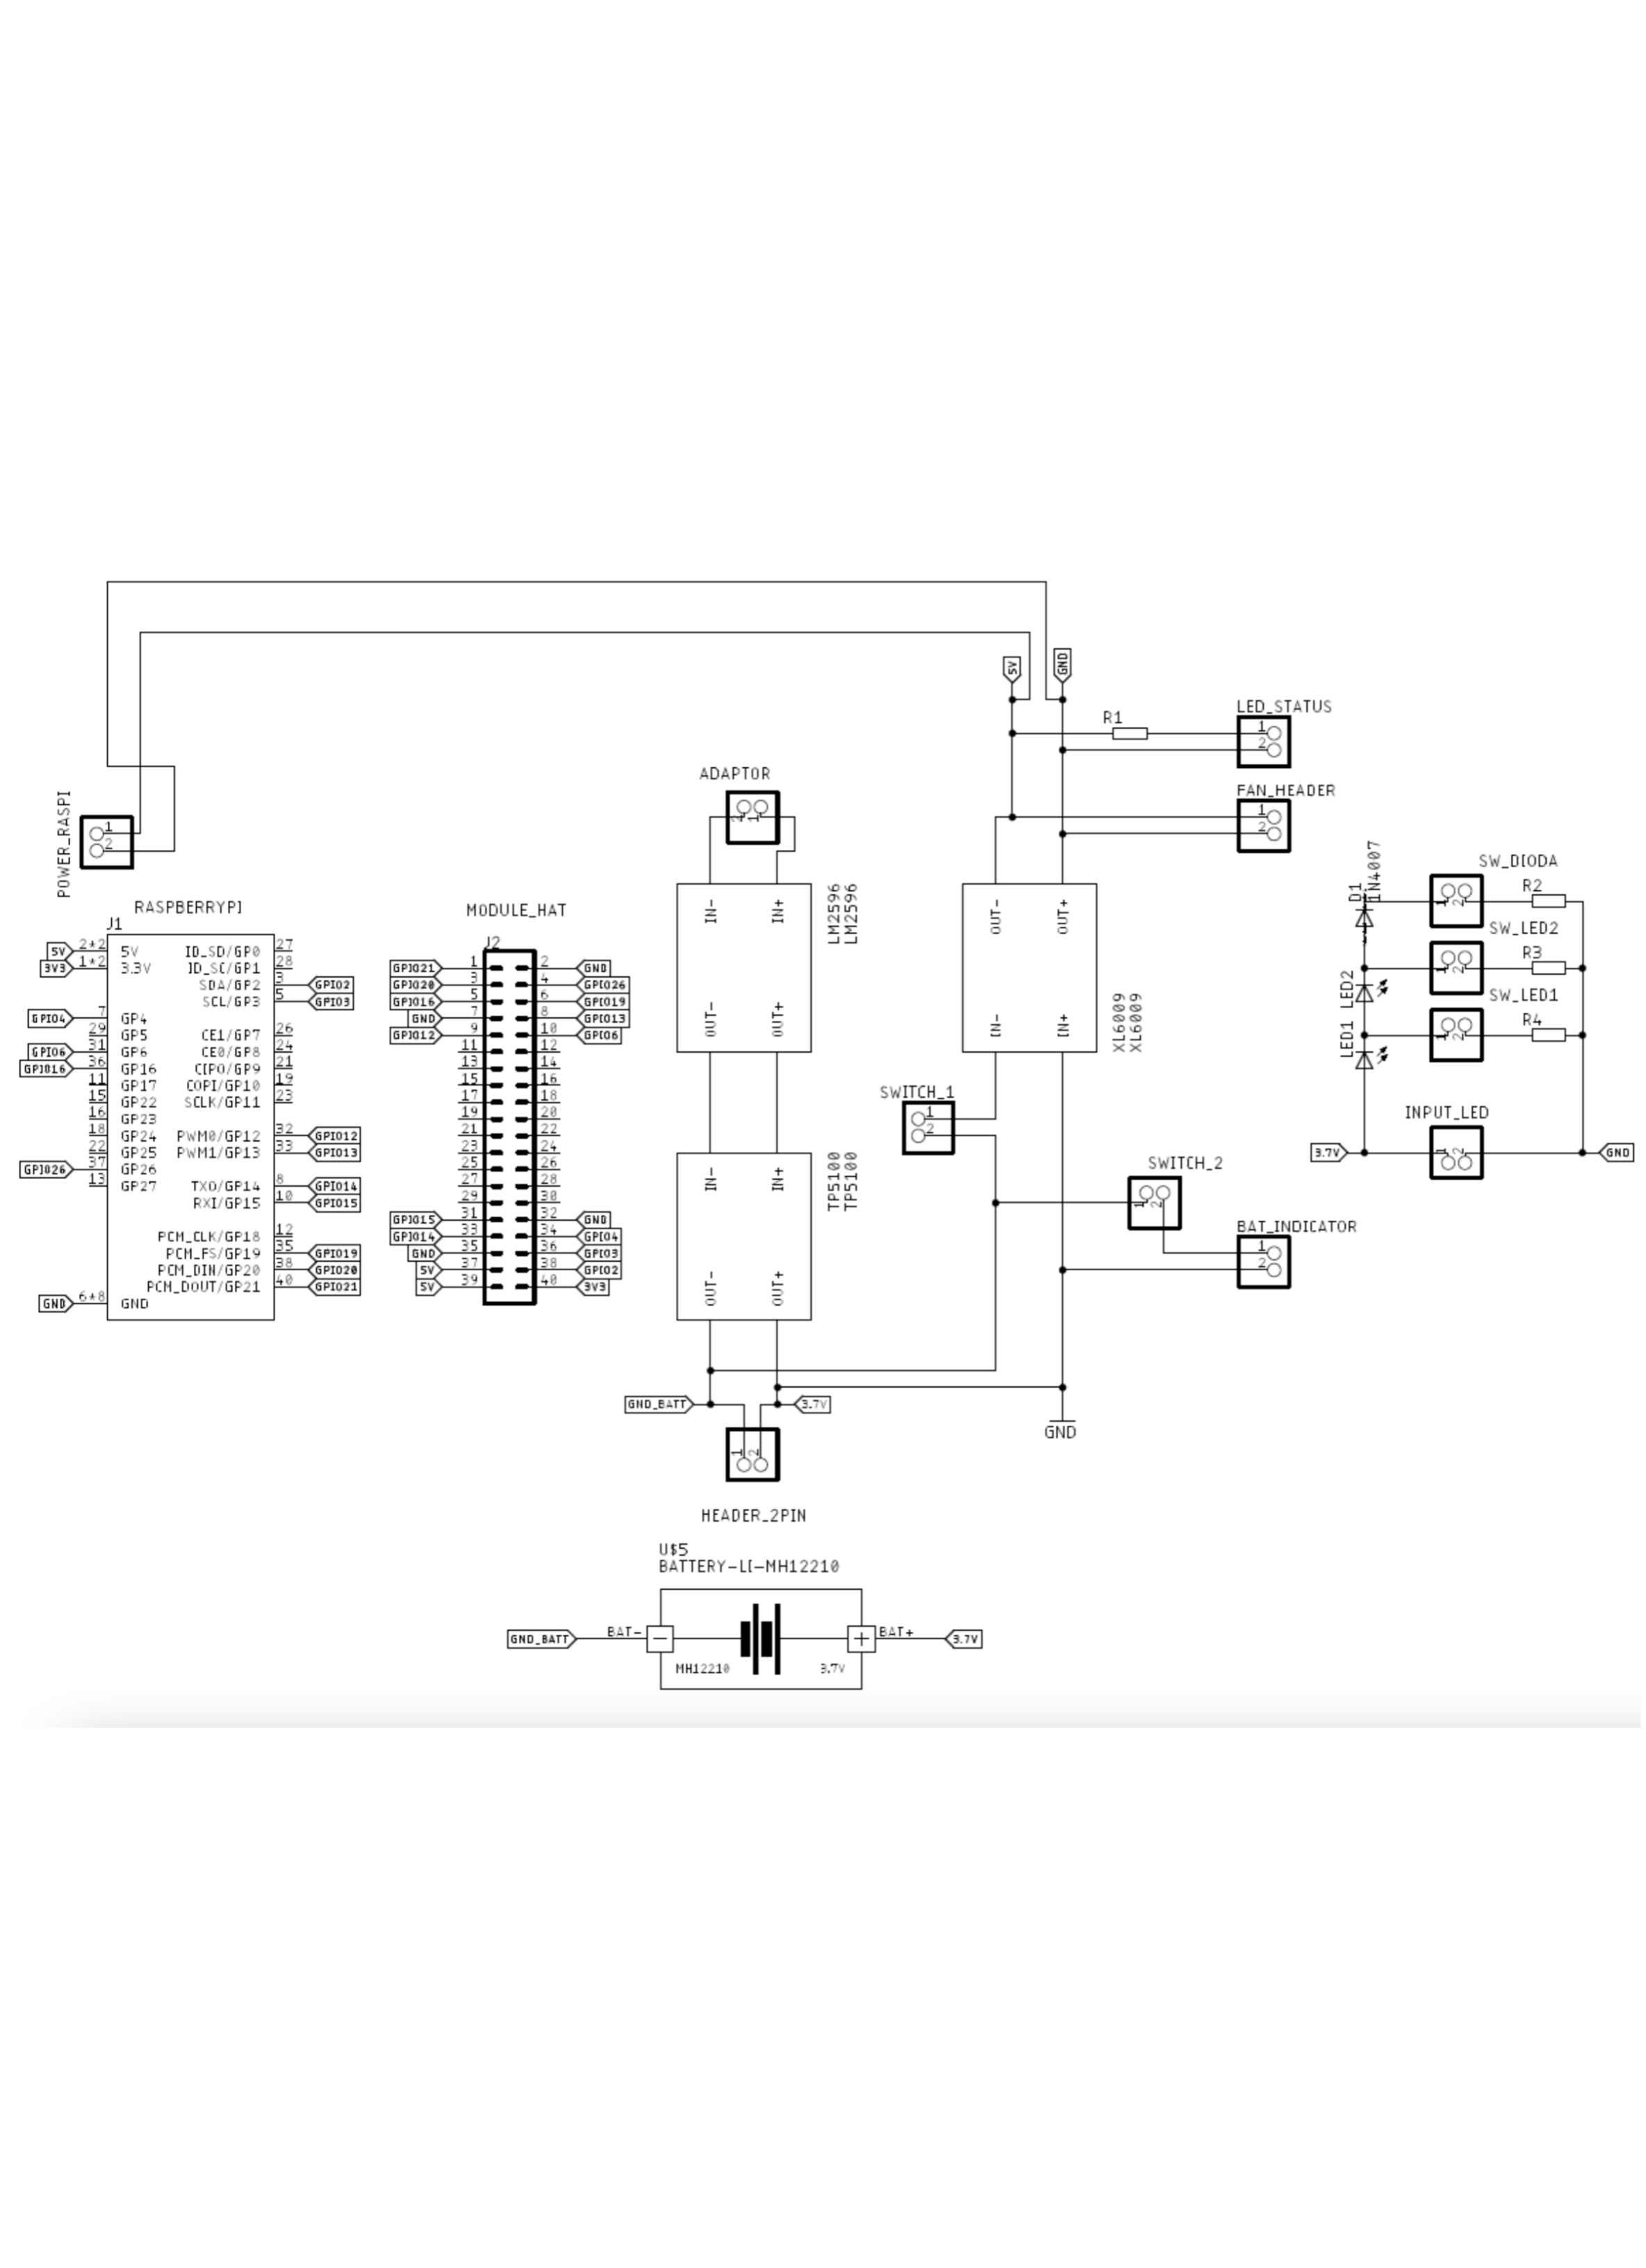 5V
GND
R1
LED_STATUS
1
2
FAN_HEADER
1
2
ADAPTOR
2
1
POWER_RASPI
1
2
RASPBERRYPI
J1
5V 2*2 5V ID_SD/GP0 27
3V3 1*2 3.3V ID_SC/GP1 28
SDA/GP2 3 GPIO2
SCL/GP3 5 GPIO3
GPIO4 7 GP4
29 GP5 CE1/GP7 26
GPIO6 31 GP6 CE0/GP8 24
GPIO16 36 GP16 CIPO/GP9 21
11 GP17 COPI/GP10 19
15 GP22 SCLK/GP11 23
16 GP23
18 GP24 PWM0/GP12 32 GPIO12
22 GP25 PWM1/GP13 33 GPIO13
GPIO26 37 GP26
13 GP27 TXO/GP14 8 GPIO14
RXI/GP15 10 GPIO15
PCM_CLK/GP18 12
PCM_FS/GP19 35 GPIO19
PCM_DIN/GP20 38 GPIO20
PCM_DOUT/GP21 40 GPIO21
GND 6*8 GND
MODULE_HAT
J2
GPIO21 1 2 GND
GPIO20 3 4 GPIO26
GPIO16 5 6 GPIO19
GND 7 8 GPIO13
GPIO12 9 10 GPIO6
11 12
13 14
15 16
17 18
19 20
21 22
23 24
25 26
27 28
29 30
GPIO15 31 32 GND
GPIO14 33 34 GPIO4
GND 35 36 GPIO3
5V 37 38 GPIO2
5V 39 40 3V3
IN- IN+
OUT- OUT+
LM2596
LM2596
IN- IN+
OUT- OUT+
TP5100
TP5100
OUT- OUT+
IN- IN+
XL6009
XL6009
SWITCH_1
1
2
SWITCH_2
1 2
BAT_INDICATOR
1
2
GND
GND_BATT
3.7V
1 2
HEADER_2PIN
U$5
BATTERY-LI-MH12210
GND_BATT BAT- BAT+ 3.7V
MH12210 3.7V
D1
1N4007
SW_DIODA
1 2 R2
SW_LED2
LED2 1 2 R3
SW_LED1
LED1 1 2 R4
INPUT_LED
3.7V 1 2 GND